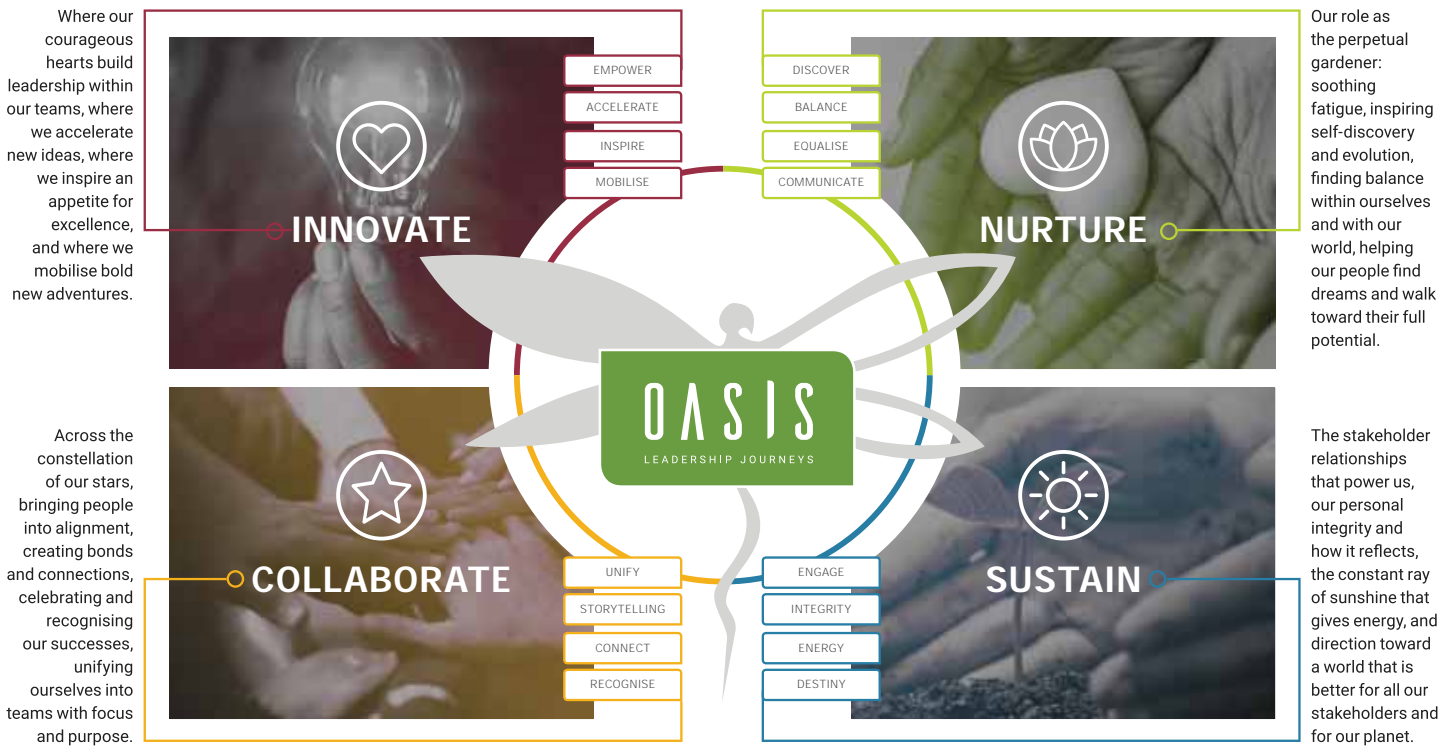 Where our
courageous
hearts build
leadership within
our teams, where
we accelerate
new ideas, where
we inspire an
appetite for
excellence,
and where we
mobilise bold
new adventures.
INNOVATE
EMPOWER
ACCELERATE
INSPIRE
MOBILISE
DISCOVER
BALANCE
EQUALISE
COMMUNICATE
NURTURE
Our role as
the perpetual
gardener:
soothing
fatigue, inspiring
self-discovery
and evolution,
finding balance
within ourselves
and with our
world, helping
our people find
dreams and walk
toward their full
potential.
OASIS
LEADERSHIP JOURNEYS
Across the
constellation
of our stars,
bringing people
into alignment,
creating bonds
and connections,
celebrating and
recognising
our successes,
unifying
ourselves into
teams with focus
and purpose.
COLLABORATE
UNIFY
STORYTELLING
CONNECT
RECOGNISE
ENGAGE
INTEGRITY
ENERGY
DESTINY
SUSTAIN
The stakeholder
relationships
that power us,
our personal
integrity and
how it reflects,
the constant ray
of sunshine that
gives energy, and
direction toward
a world that is
better for all our
stakeholders and
for our planet.